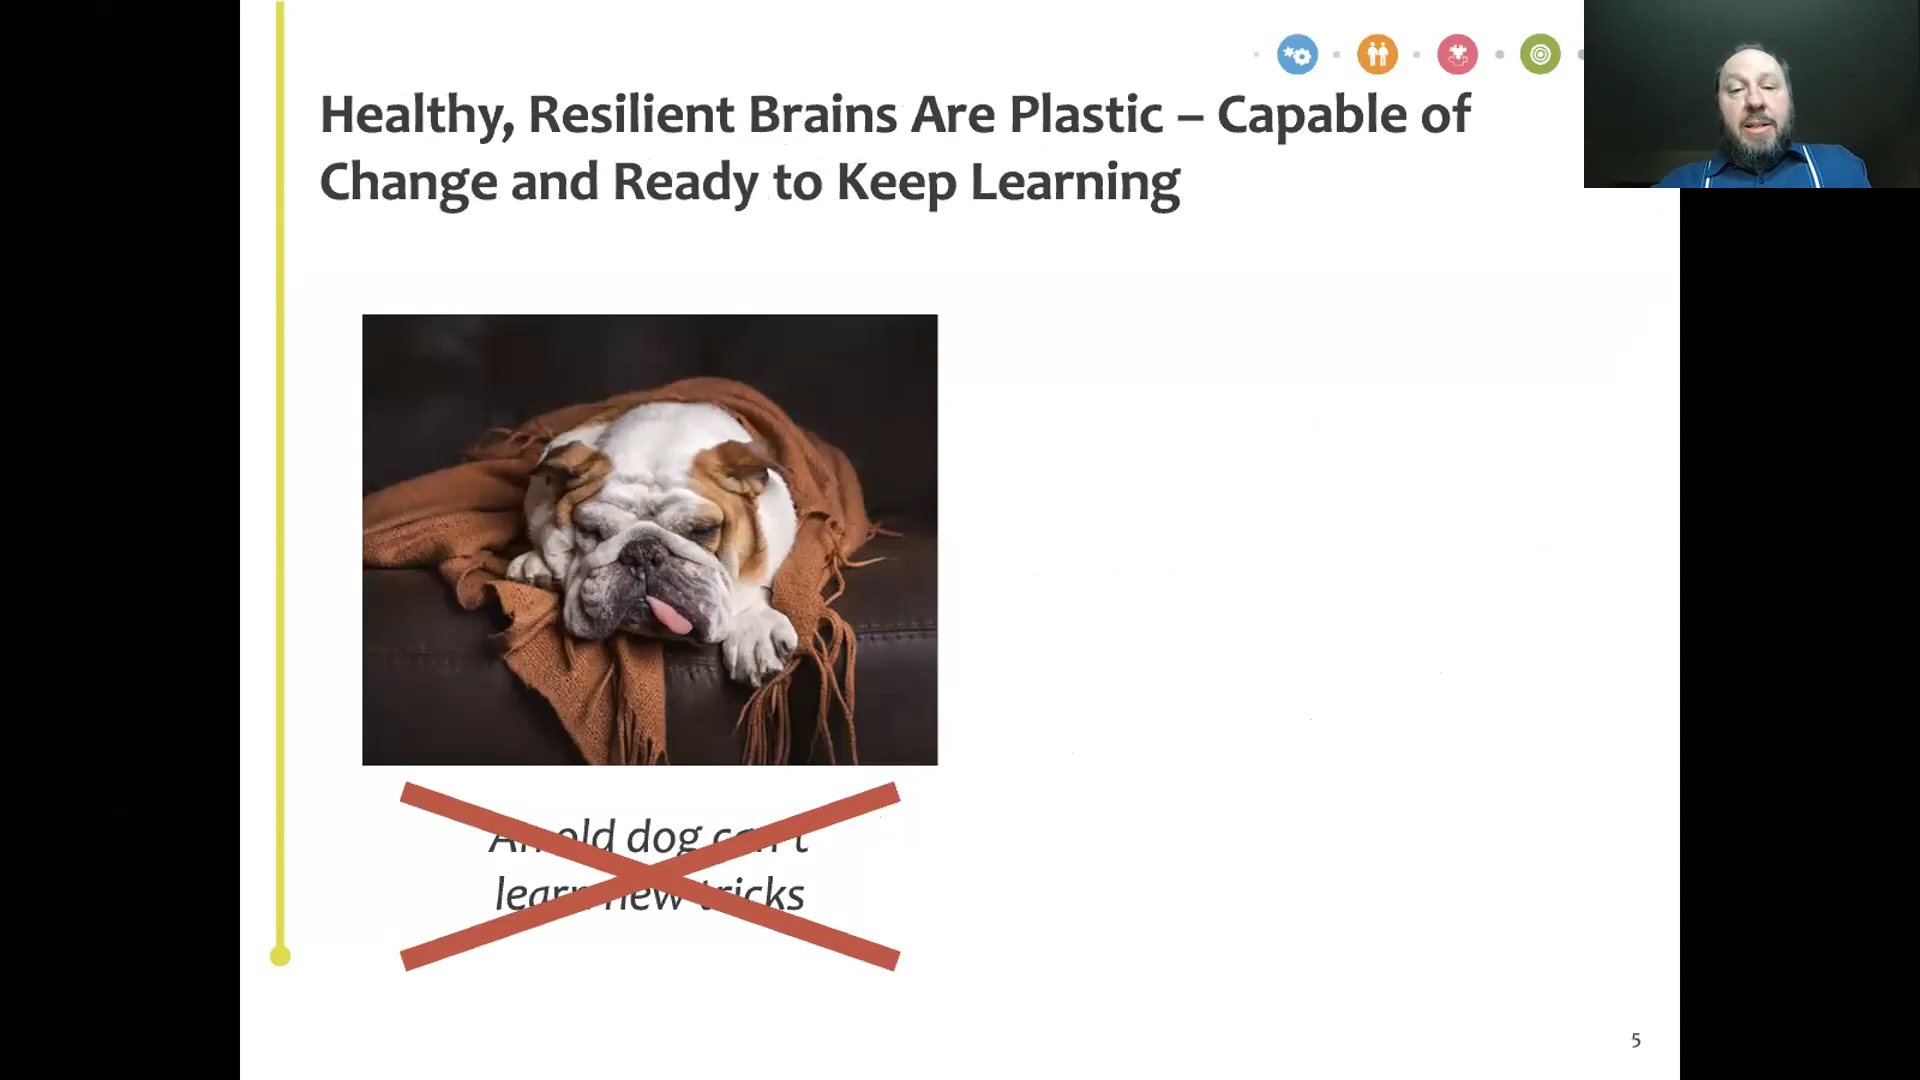 Healthy, Resilient Brains Are Plastic – Capable of
Change and Ready to Keep Learning
An old dog can't
learn new tricks
5